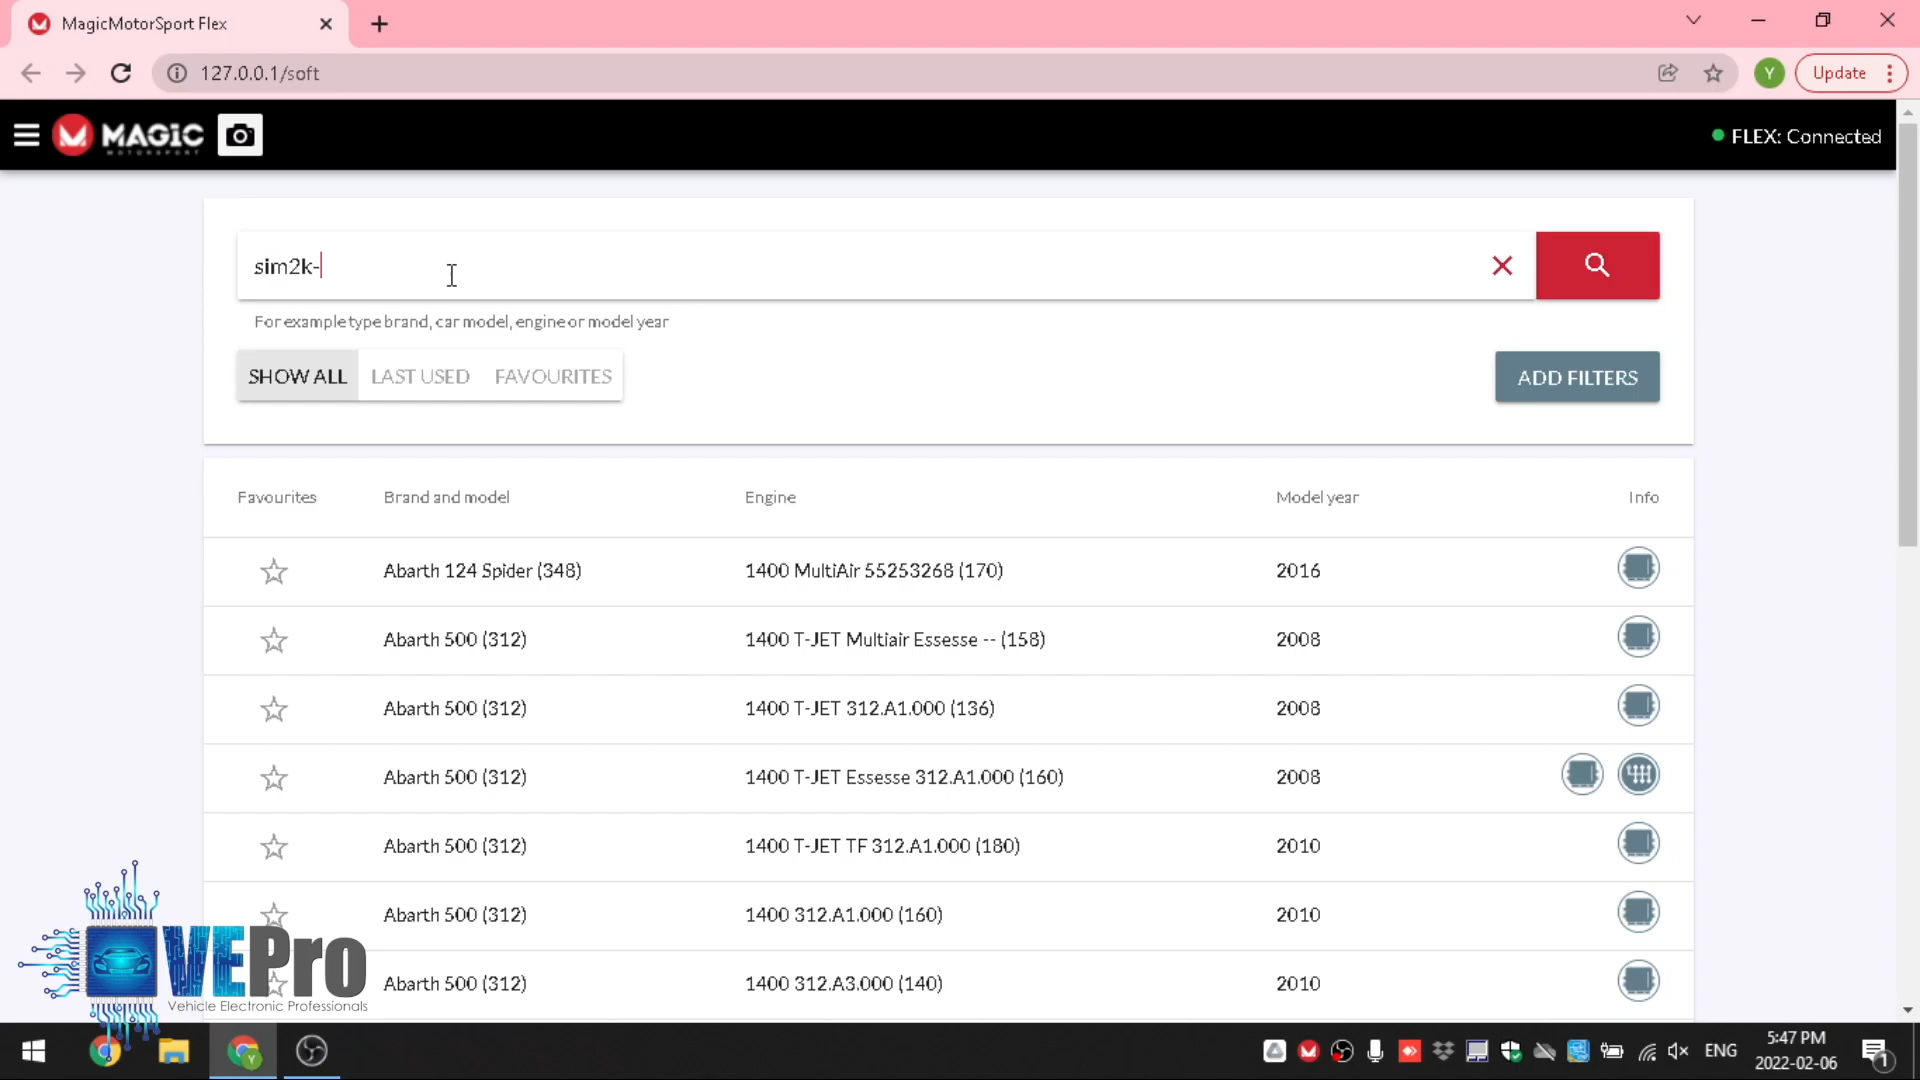 MagicMotorSport Flex
127.0.0.1/soft
Y
Update
MAGIC
MOTORSPORT
FLEX: Connected
sim2k-
For example type brand, car model, engine or model year
SHOW ALL
LAST USED
FAVOURITES
ADD FILTERS
Favourites Brand and model Engine Model year Info
Abarth 124 Spider (348) 1400 MultiAir 55253268 (170) 2016
Abarth 500 (312) 1400 T-JET Multiair Essesse -- (158) 2008
Abarth 500 (312) 1400 T-JET 312.A1.000 (136) 2008
Abarth 500 (312) 1400 T-JET Essesse 312.A1.000 (160) 2008
Abarth 500 (312) 1400 T-JET TF 312.A1.000 (180) 2010
Abarth 500 (312) 1400 312.A1.000 (160) 2010
Abarth 500 (312) 1400 312.A3.000 (140) 2010
VEPro
Vehicle Electronic Professionals
ENG
5:47 PM
2022-02-06
1